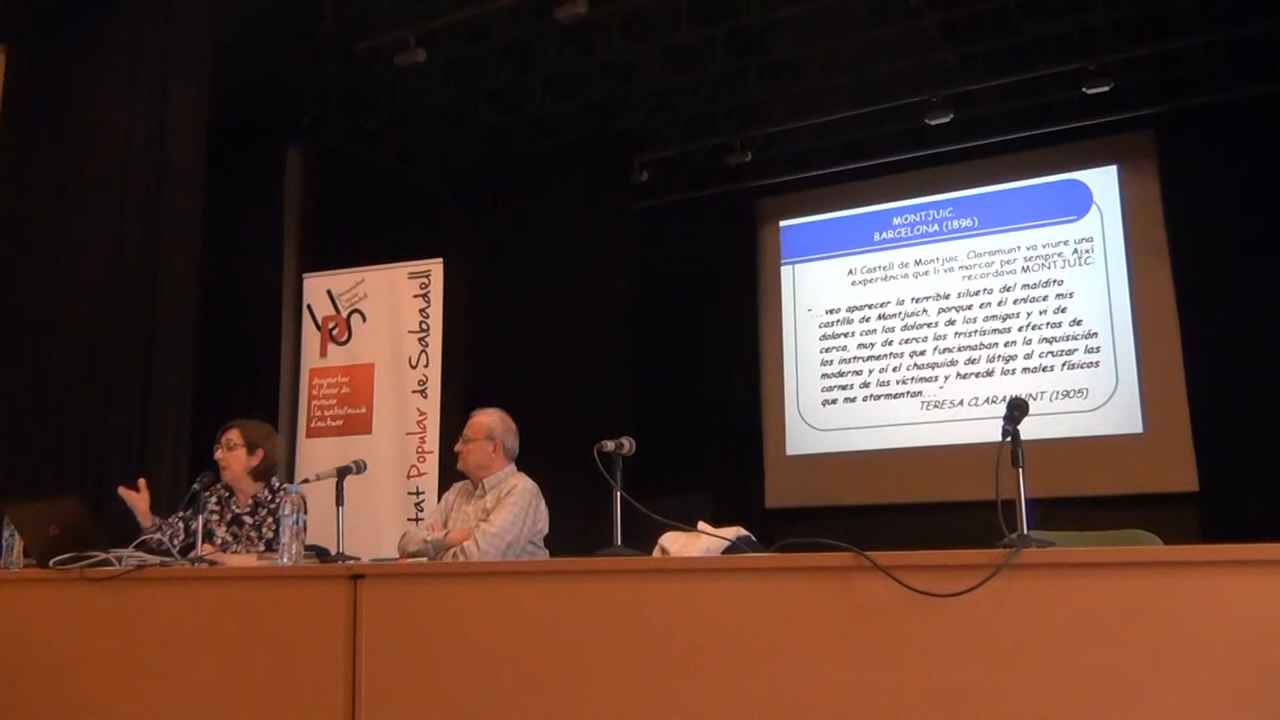 UPS
Universitat
Popular
Sabadell
despertar
el plaer de
pensar
i la satisfacció
d'actuar
tat Popular de Sabadell
MONTJUïC.
BARCELONA (1896)
Al Castell de Montjuic, Claramunt va viure una
experiència que li va marcar per sempre. Així
recordava MONTJUÏC:
"...veo aparecer la terrible silueta del maldito
castillo de Montjuich, porque en él enlace mis
dolores con los dolores de los amigos y vi de
cerca, muy de cerca los tristísimos efectos de
los instrumentos que funcionaban en la inquisición
moderna y oí el chasquido del látigo al cruzar las
carnes de las víctimas y heredé los males físicos
que me atormentan..."
TERESA CLARAMUNT (1905)